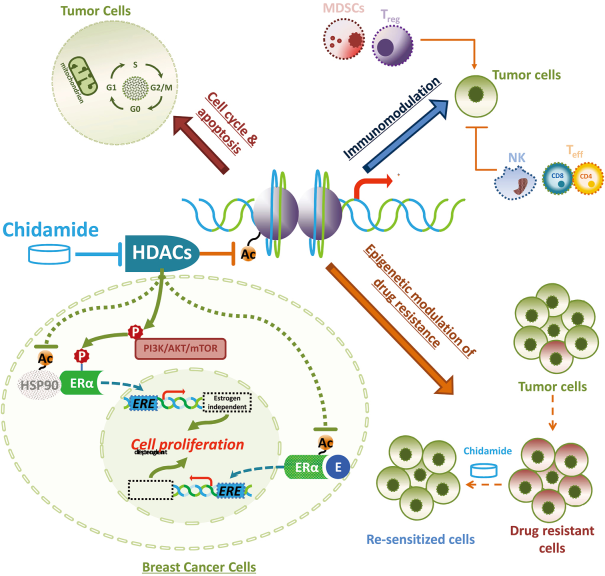 Tumor Cells
MDSCs
Treg
Tumor cells
mitochondrion
S
G1
G2/M
G0
Cell cycle &
apoptosis
Immunomodulation
NK
Teff
CD8
CD4
Chidamide
HDACs
Ac
Epigenetic modulation of
drug resistance
Ac
P
P
PI3K/AKT/mTOR
HSP90
ERα
ERE
Estrogen
independent
Cell proliferation
Ac
ERα
E
ERE
Breast Cancer Cells
Tumor cells
Chidamide
Re-sensitized cells
Drug resistant
cells